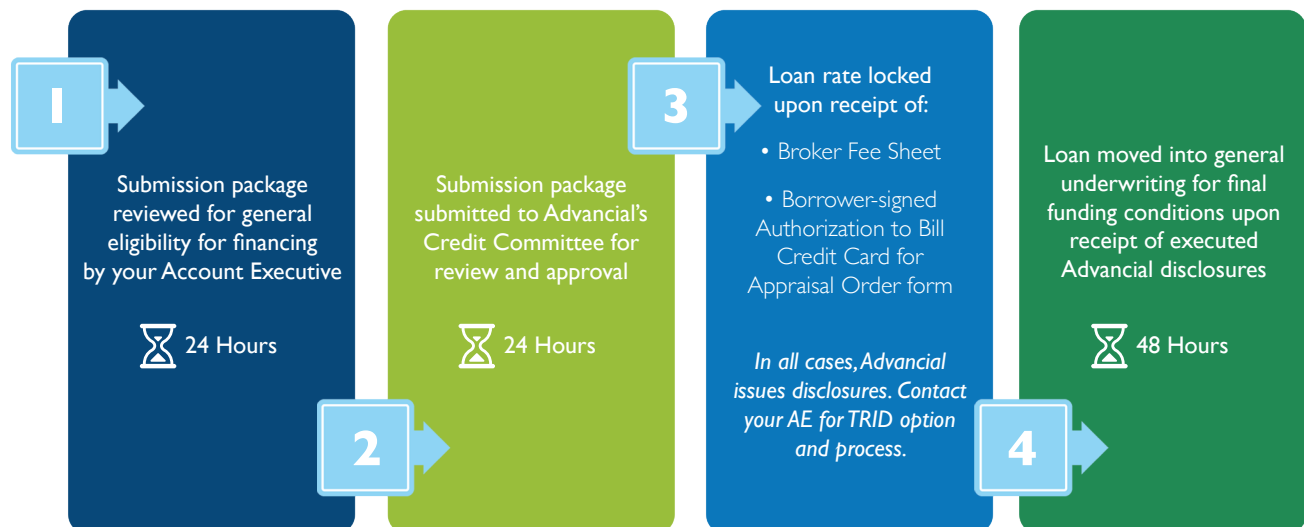 1
Submission package
reviewed for general
eligibility for financing
by your Account Executive
24 Hours
2
Submission package
submitted to Advancial's
Credit Committee for
review and approval
24 Hours
3
Loan rate locked
upon receipt of:
• Broker Fee Sheet
• Borrower-signed
Authorization to Bill
Credit Card for
Appraisal Order form
In all cases, Advancial
issues disclosures. Contact
your AE for TRID option
and process.
4
Loan moved into general
underwriting for final
funding conditions upon
receipt of executed
Advancial disclosures
48 Hours